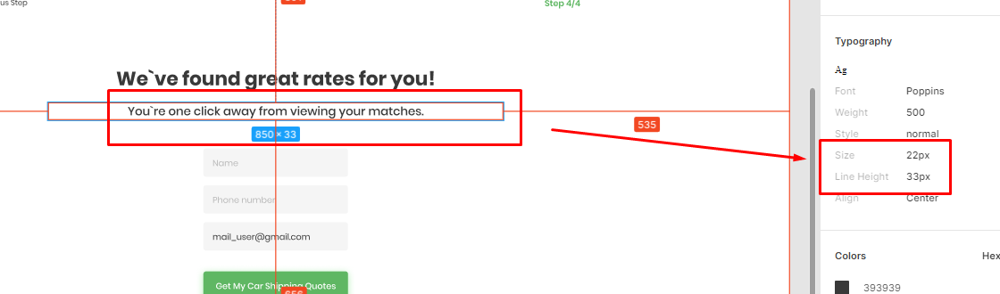 us Step
Step 4/4
We`ve found great rates for you!
You`re one click away from viewing your matches.
850 × 33
535
Name
Phone number
mail_user@gmail.com
Get My Car Shipping Quotes
Typography
Ag
Font Poppins
Weight 500
Style normal
Size 22px
Line Height 33px
Align Center
Colors Hex
393939